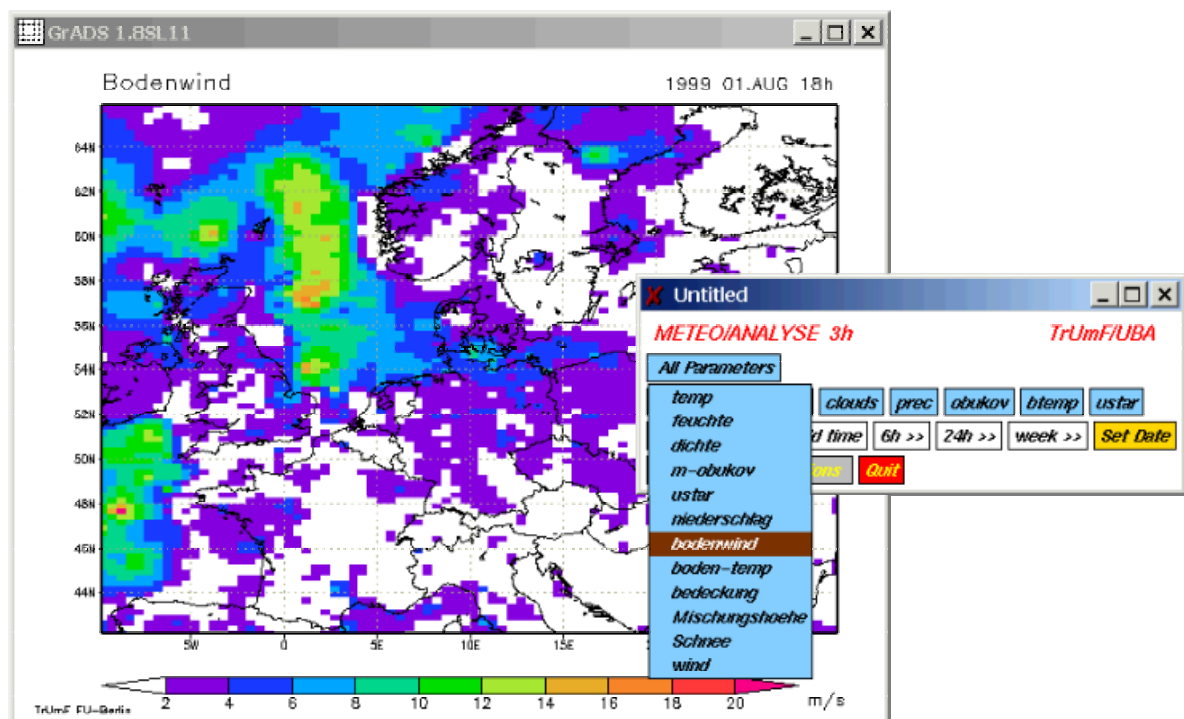 GrADS 1.8SL11
Bodenwind 1999 01.AUG 18h
64N
62N
60N
58N
56N
54N
52N
50N
48N
46N
44N
5W 0 5E 10E 15E
2 4 6 8 10 12 14 16 18 20 m/s
TrUmF FU-Berlin
Untitled
METEO/ANALYSE 3h TrUmF/UBA
All Parameters
clouds prec obukov btemp ustar
d time 6h >> 24h >> week >> Set Date
ons Quit
temp
feuchte
dichte
m-obukov
ustar
niederschlag
bodenwind
boden-temp
bedeckung
Mischungshoehe
Schnee
wind